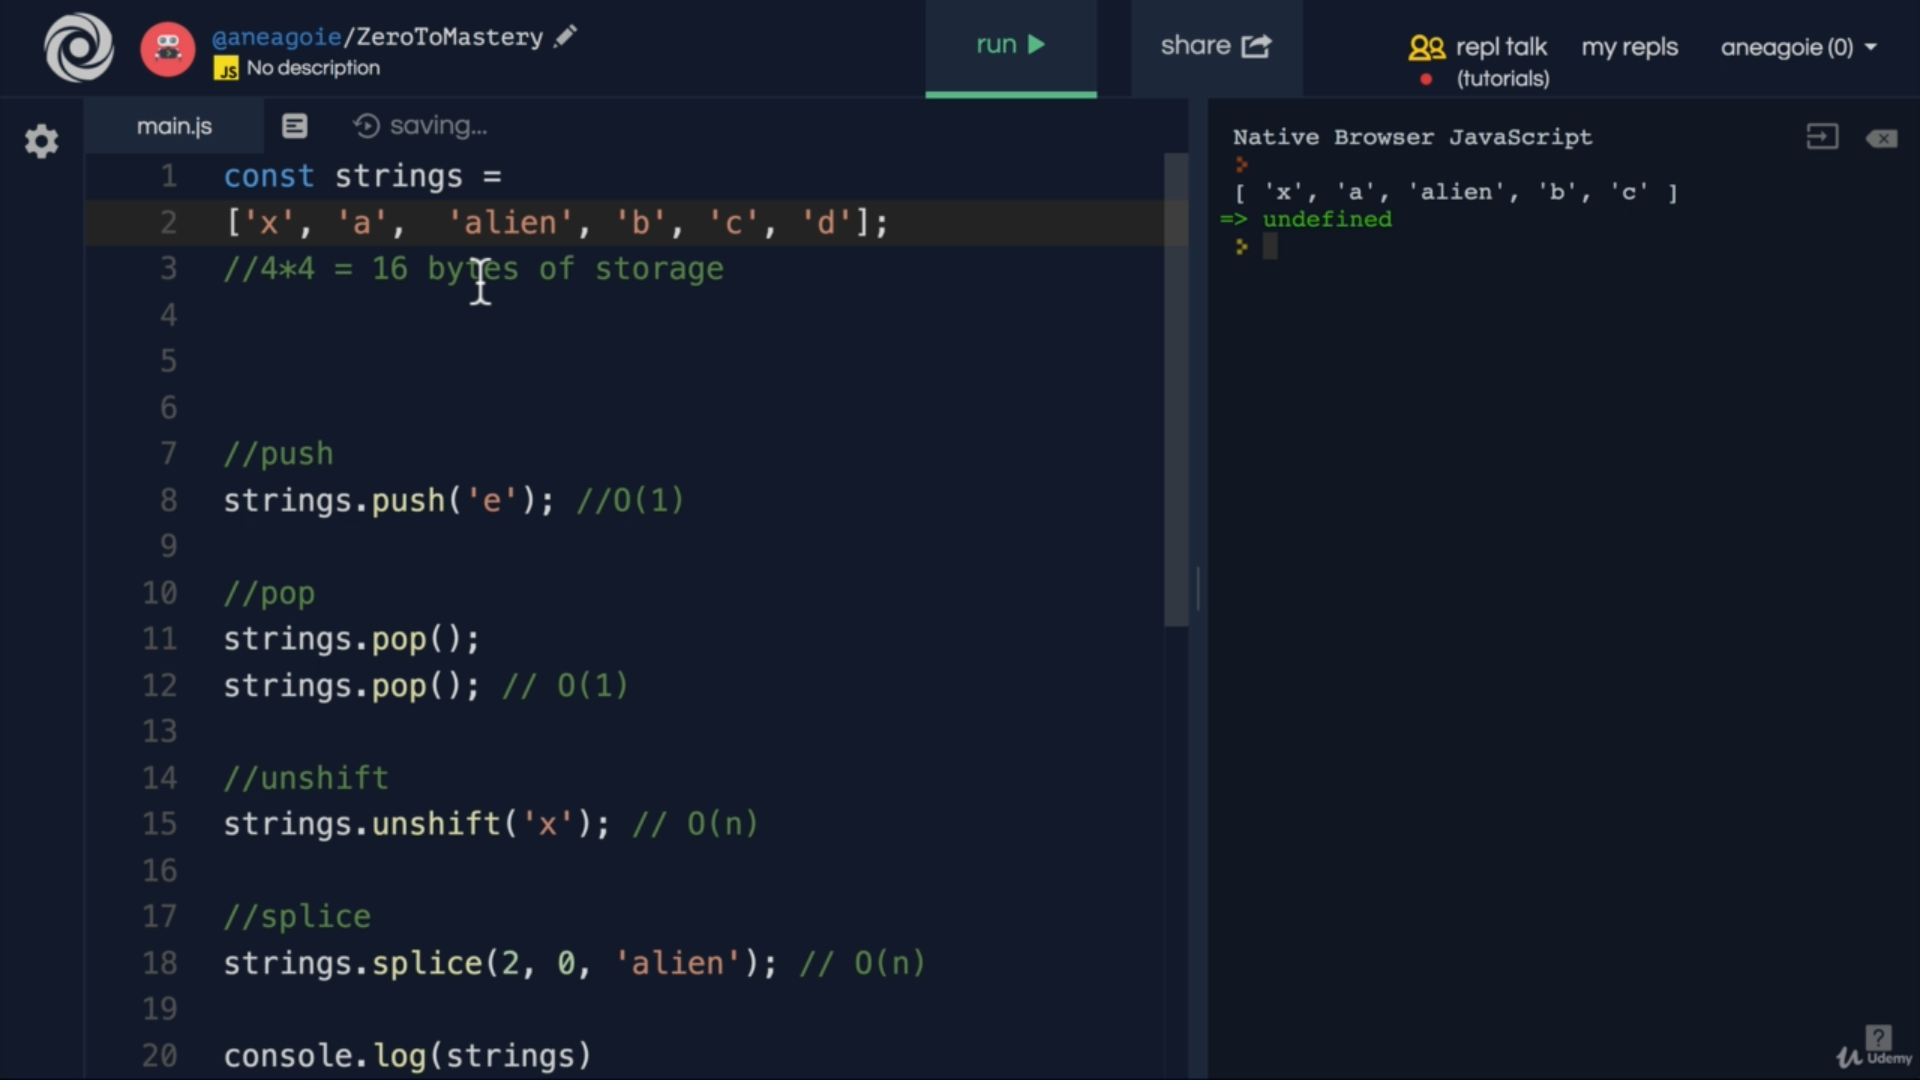 @aneagoie/ZeroToMastery
JS No description
run
share
repl talk
(tutorials)
my repls
aneagoie (0)
main.js
saving...
1 const strings =
2 ['x', 'a',  'alien', 'b', 'c', 'd'];
3 //4*4 = 16 bytes of storage
4
5
6
7 //push
8 strings.push('e'); //O(1)
9
10 //pop
11 strings.pop();
12 strings.pop(); // O(1)
13
14 //unshift
15 strings.unshift('x'); // O(n)
16
17 //splice
18 strings.splice(2, 0, 'alien'); // O(n)
19
20 console.log(strings)
Native Browser JavaScript
>
[ 'x', 'a', 'alien', 'b', 'c' ]
=> undefined
>
?
Udemy